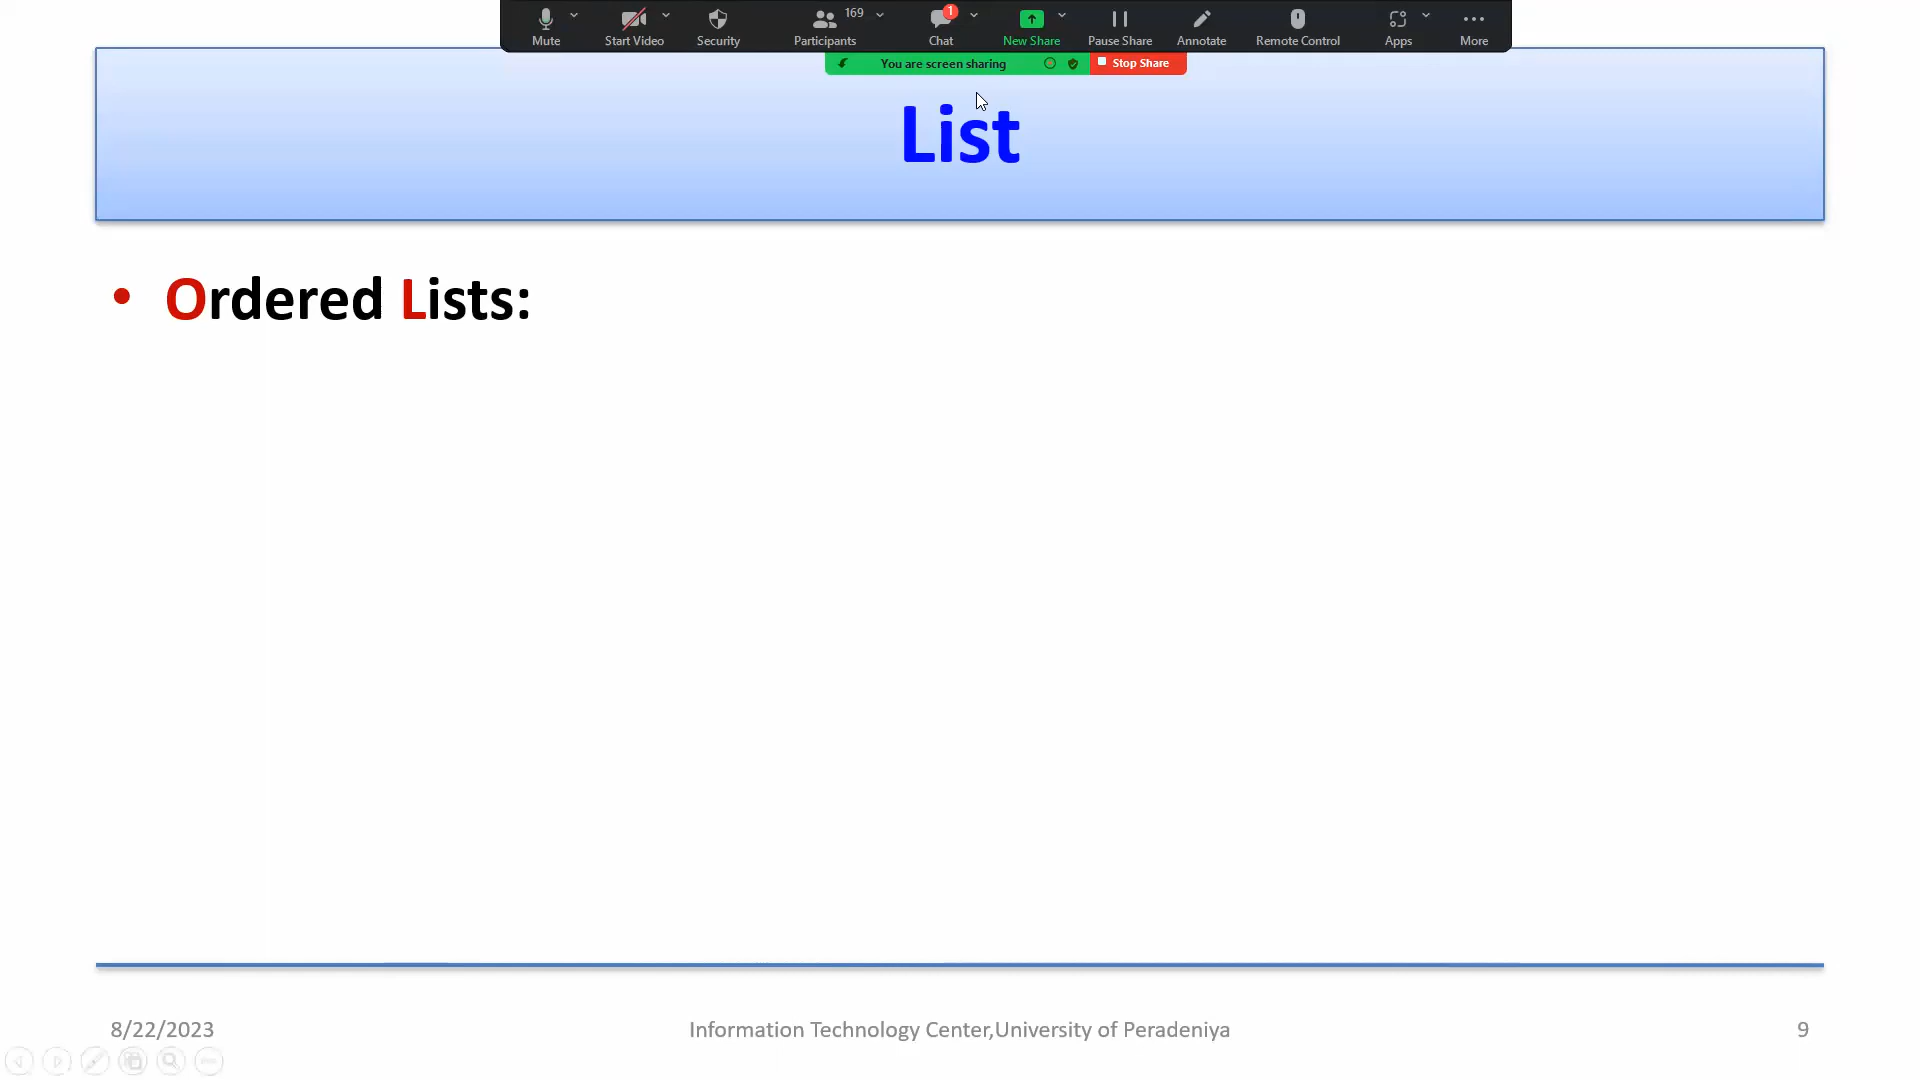 169
1
Mute Start Video Security Participants Chat New Share Pause Share Annotate Remote Control Apps More
You are screen sharing Stop Share
List
• Ordered Lists:
8/22/2023 Information Technology Center,University of Peradeniya 9